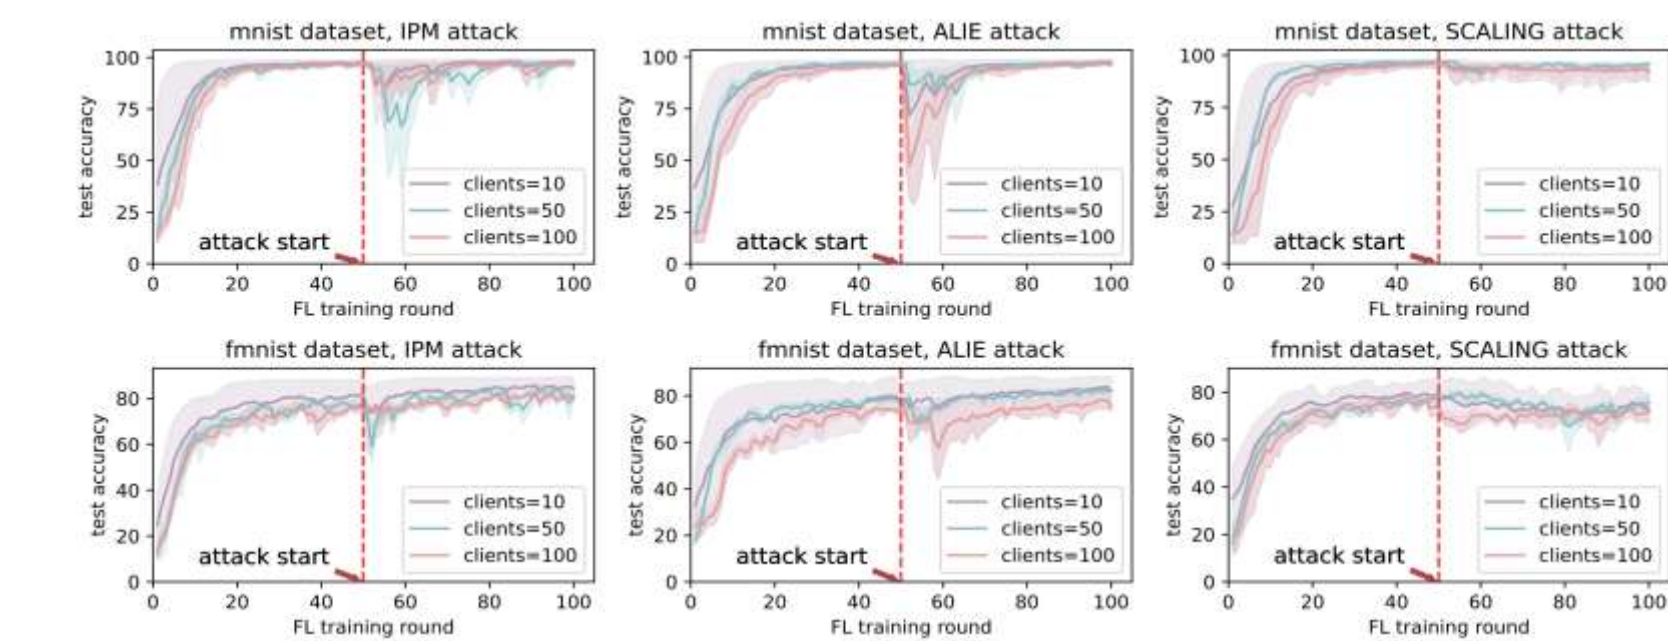 mnist dataset, IPM attack
test accuracy
100
75
50
25
0
attack start
clients=10
clients=50
clients=100
0 20 40 60 80 100
FL training round
mnist dataset, ALIE attack
test accuracy
100
75
50
25
0
attack start
clients=10
clients=50
clients=100
0 20 40 60 80 100
FL training round
mnist dataset, SCALING attack
test accuracy
100
75
50
25
0
attack start
clients=10
clients=50
clients=100
0 20 40 60 80 100
FL training round
fmnist dataset, IPM attack
test accuracy
80
60
40
20
0
attack start
clients=10
clients=50
clients=100
0 20 40 60 80 100
FL training round
fmnist dataset, ALIE attack
test accuracy
80
60
40
20
0
attack start
clients=10
clients=50
clients=100
0 20 40 60 80 100
FL training round
fmnist dataset, SCALING attack
test accuracy
80
60
40
20
0
attack start
clients=10
clients=50
clients=100
0 20 40 60 80 100
FL training round